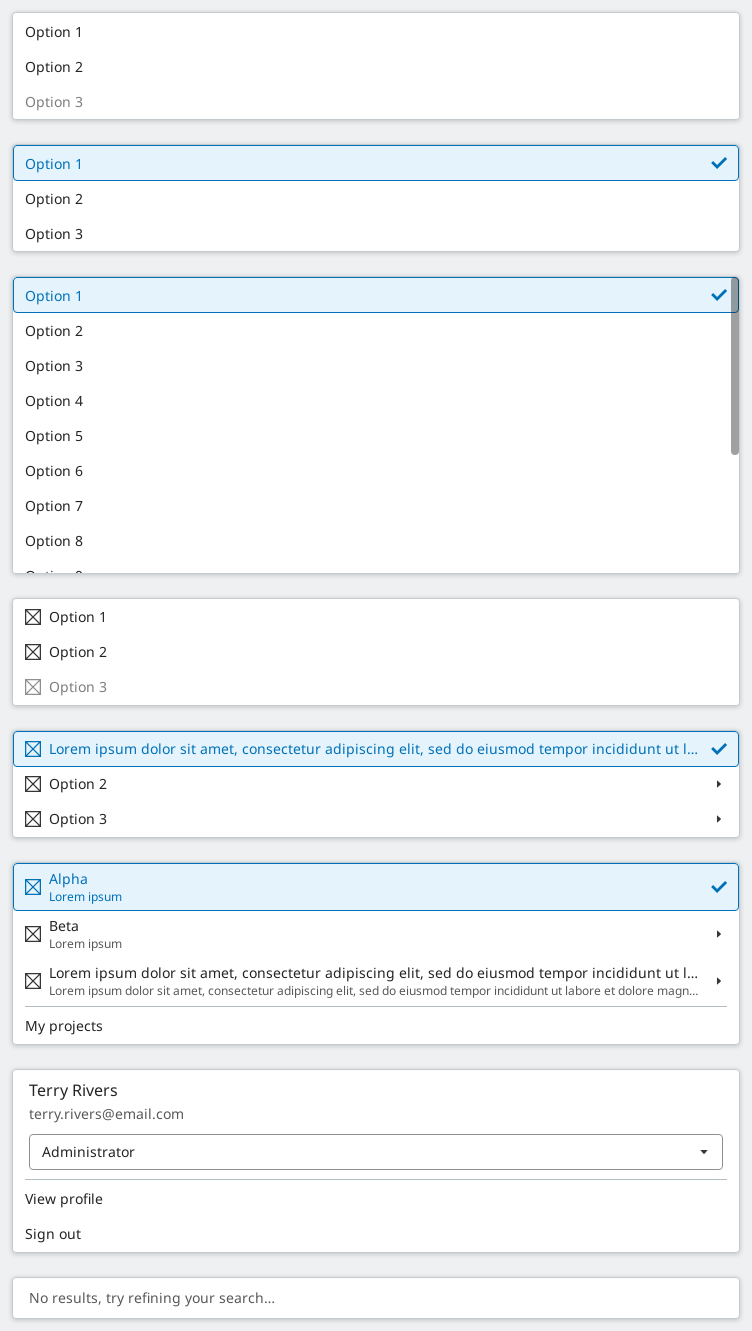 Option 1
Option 2
Option 3
Option 1
Option 2
Option 3
Option 1
Option 2
Option 3
Option 4
Option 5
Option 6
Option 7
Option 8
Option 1
Option 2
Option 3
Lorem ipsum dolor sit amet, consectetur adipiscing elit, sed do eiusmod tempor incididunt ut l...
Option 2
Option 3
Alpha
Lorem ipsum
Beta
Lorem ipsum
Lorem ipsum dolor sit amet, consectetur adipiscing elit, sed do eiusmod tempor incididunt ut l...
Lorem ipsum dolor sit amet, consectetur adipiscing elit, sed do eiusmod tempor incididunt ut labore et dolore magn...
My projects
Terry Rivers
terry.rivers@email.com
Administrator
View profile
Sign out
No results, try refining your search...